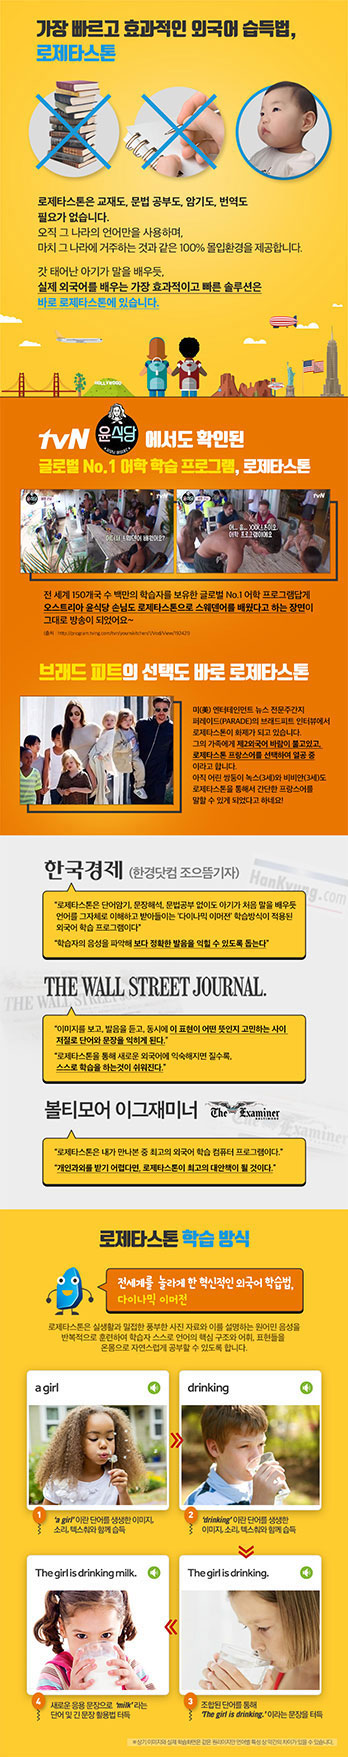 가장 빠르고 효과적인 외국어 습득법,
로제타스톤
로제타스톤은 교재도, 문법 공부도, 암기도, 번역도
필요가 없습니다.
오직 그 나라의 언어만을 사용하며,
마치 그 나라에 거주하는 것과 같은 100% 몰입환경을 제공합니다.
갓 태어난 아기가 말을 배우듯,
실제 외국어를 배우는 가장 효과적이고 빠른 솔루션은
바로 로제타스톤에 있습니다.
HOLLYWOOD
tvN 윤식당 에서도 확인된
글로벌 No.1 어학 학습 프로그램, 로제타스톤
tvN
전 세계 150개국 수 백만의 학습자를 보유한 글로벌 No.1 어학 프로그램답게
오스트리아 윤식당 손님도 로제타스톤으로 스웨덴어를 배웠다고 하는 장면이
그대로 방송이 되었어요~
브래드 피트의 선택도 바로 로제타스톤
미(美) 엔터테인먼트 뉴스 전문주간지
퍼레이드(PARADE)의 브래드피트 인터뷰에서
로제타스톤이 화제가 되고 있습니다.
그의 가족에게 제2외국어 바람이 불고있고,
로제타스톤 프랑스어를 선택하여 열공 중
이라고 합니다.
아직 어린 쌍둥이 녹스(3세)와 비비안(3세)도
로제타스톤을 통해서 간단한 프랑스어를
말할 수 있게 되었다고 하네요!
한국경제 (한경닷컴 조으뜸기자)
HanKyung.com
“로제타스톤은 단어암기, 문장해석, 문법공부 없이도 아기가 처음 말을 배우듯
언어를 그자체로 이해하고 받아들이는 '다이나믹 이머젼' 학습방식이 적용된
외국어 학습 프로그램이다”
“학습자의 음성을 파악해 보다 정확한 발음을 익힐 수 있도록 돕는다”
THE WALL STREET JOURNAL.
“이미지를 보고, 발음을 듣고, 동시에 이 표현이 어떤 뜻인지 고민하는 사이
저절로 단어와 문장을 익히게 된다.”
“로제타스톤을 통해 새로운 외국어에 익숙해지면 질수록,
스스로 학습을 하는것이 쉬워진다.”
볼티모어 이그재미너 The Examiner
“로제타스톤은 내가 만나본 중 최고의 외국어 학습 컴퓨터 프로그램이다.”
“개인과외를 받기 어렵다면, 로제타스톤이 최고의 대안책이 될 것이다.”
로제타스톤 학습 방식
전세계를 놀라게 한 혁신적인 외국어 학습법,
다이나믹 이머젼
로제타스톤은 실생활과 밀접한 풍부한 사진 자료와 이를 설명하는 원어민 음성을
반복적으로 훈련하여 학습자 스스로 언어의 핵심 구조와 어휘, 표현들을
온몸으로 자연스럽게 공부할 수 있도록 합니다.
a girl
drinking
1 'a girl' 이란 단어를 생생한 이미지,
소리, 텍스춰와 함께 습득
2 'drinking' 이란 단어를 생생한
이미지, 소리, 텍스춰와 함께 습득
The girl is drinking milk.
The girl is drinking.
4 새로운 응용 문장으로 'milk' 라는
단어 및 긴 문장 활용법 터득
3 조합된 단어를 통해
'The girl is drinking.' 이라는 문장을 터득
※ 상기 이미지와 실제 학습화면은 같은 원리이지만 언어별 특성 상 약간의 차이가 있을 수 있습니다.